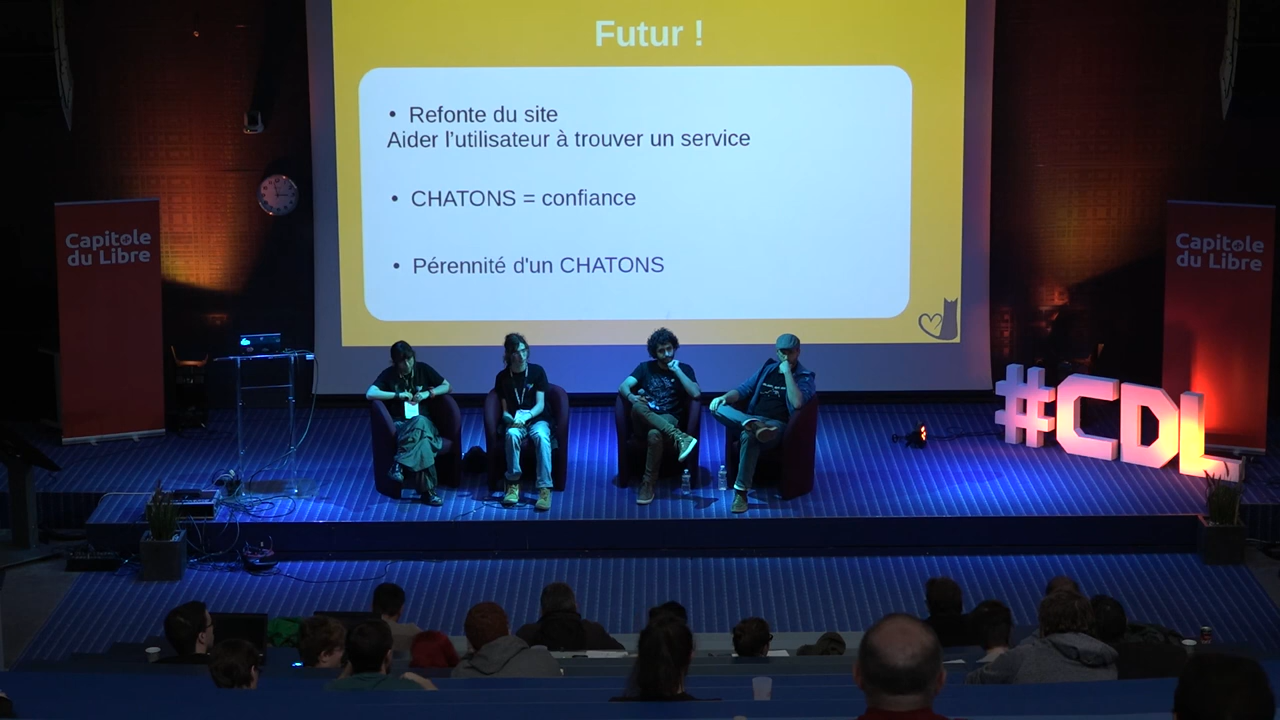 Futur !
• Refonte du site
Aider l'utilisateur à trouver un service
• CHATONS = confiance
• Pérennité d'un CHATONS
Capitole
du Libre
Capitole
du Libre
#CDL